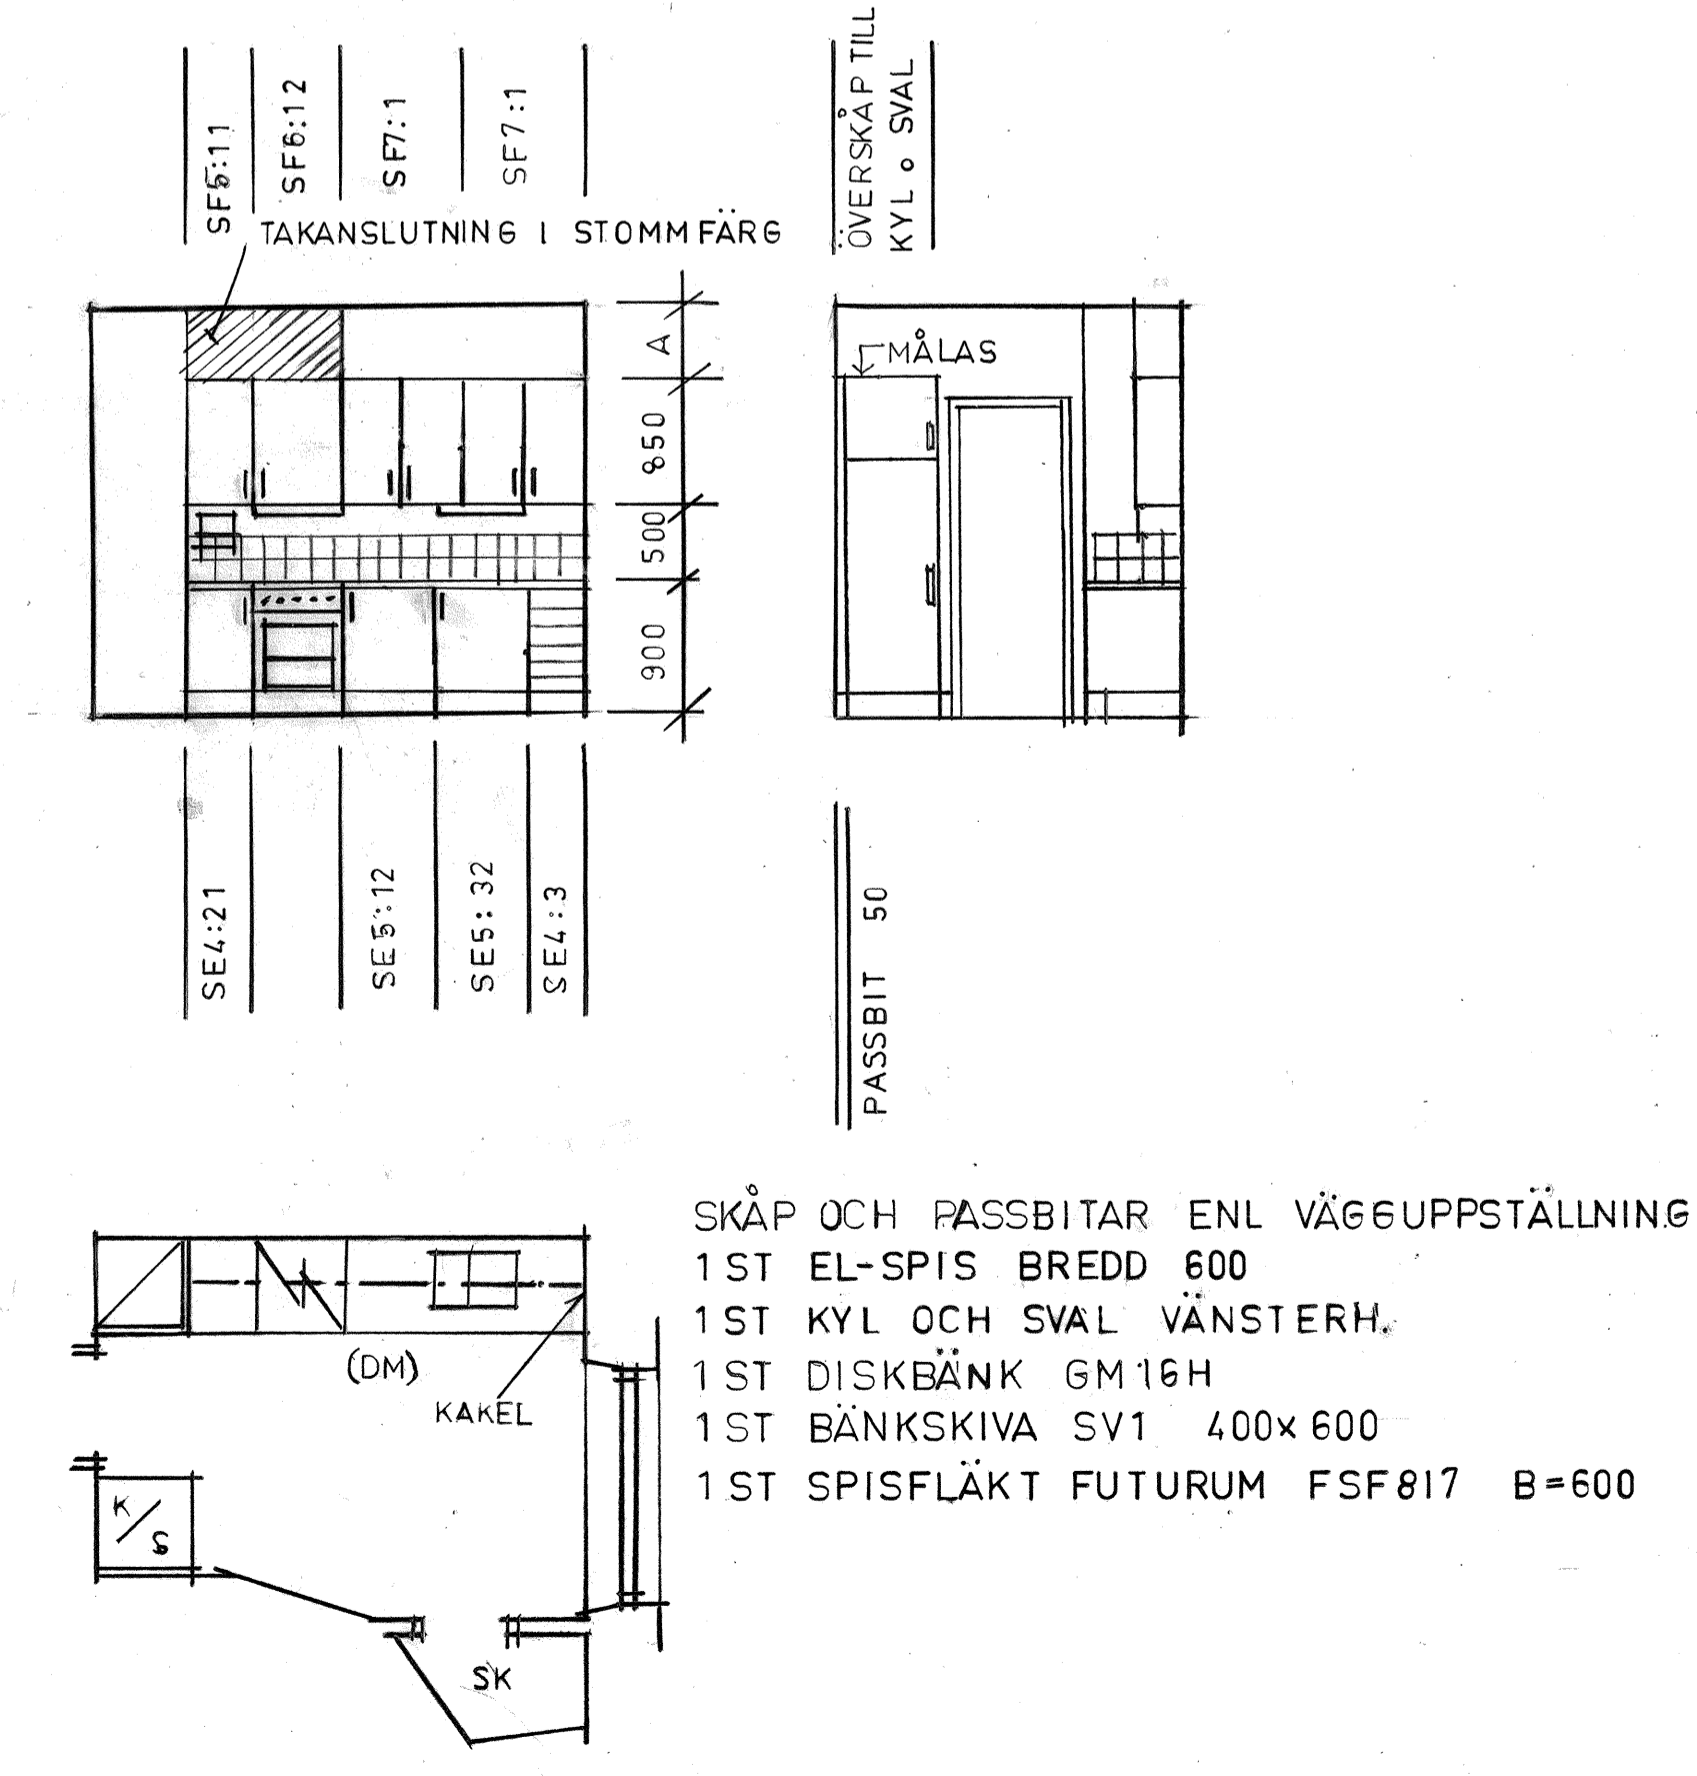 SF5:11
SF6:12
SF7:1
SF7:1
ÖVERSKÅP TILL
KYL o SVAL
TAKANSLUTNING I STOMMFÄRG
A
850
500
900
MÅLAS
SE4:21
SE5:12
SE5:32
SE4:3
PASSBIT 50
(DM)
KAKEL
K/S
SK
SKÅP OCH PASSBITAR ENL VÄGGUPPSTÄLLNING
1 ST EL-SPIS BREDD 600
1 ST KYL OCH SVAL VÄNSTERH.
1 ST DISKBÄNK GM16H
1 ST BÄNKSKIVA SV1 400x600
1 ST SPISFLÄKT FUTURUM FSF817 B=600